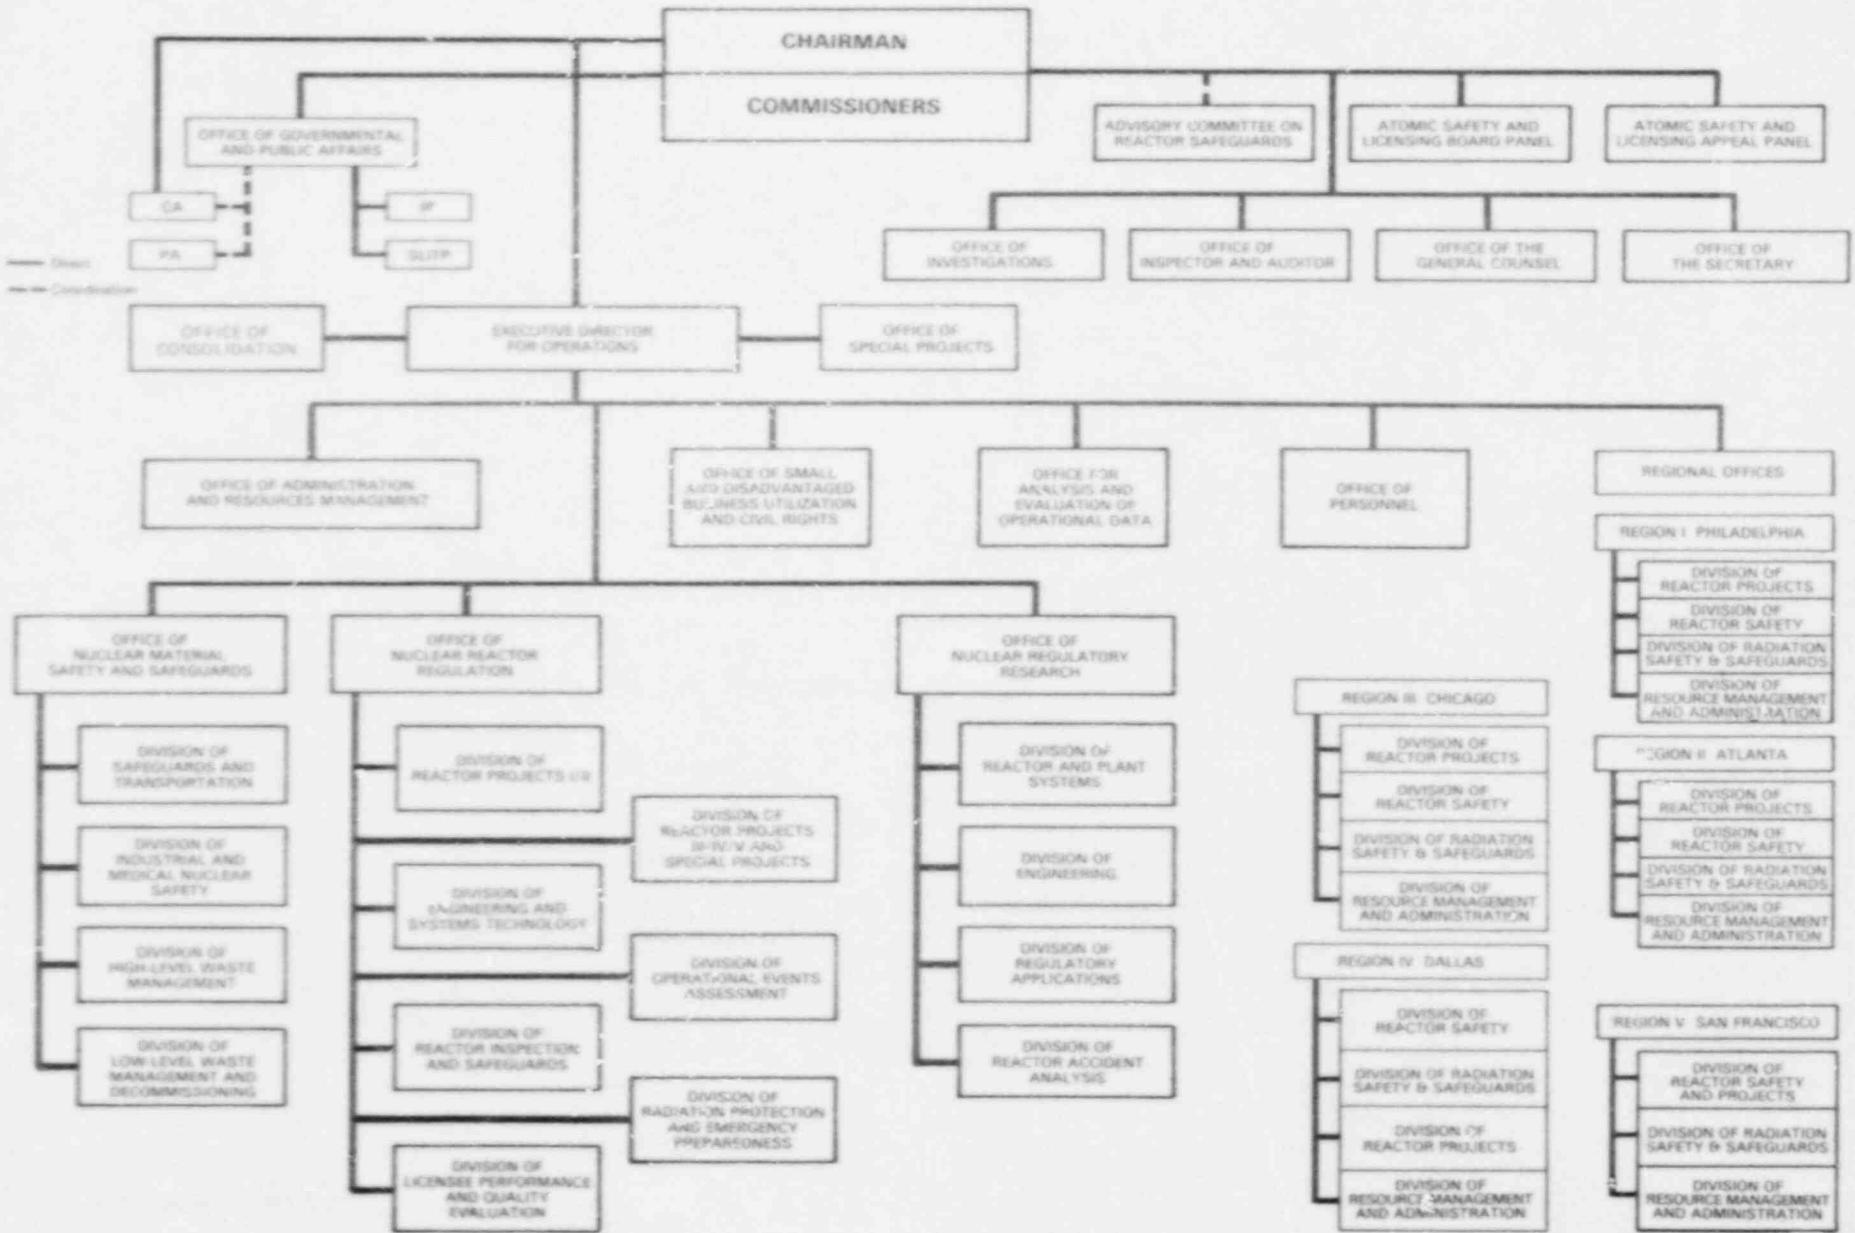 CHAIRMAN
COMMISSIONERS
OFFICE OF GOVERNMENTAL
AND PUBLIC AFFAIRS
CA
PA
SLITP
Direct
Coordination
ADVISORY COMMITTEE ON
REACTOR SAFEGUARDS
ATOMIC SAFETY AND
LICENSING BOARD PANEL
ATOMIC SAFETY AND
LICENSING APPEAL PANEL
OFFICE OF
INVESTIGATIONS
OFFICE OF
INSPECTOR AND AUDITOR
OFFICE OF THE
GENERAL COUNSEL
OFFICE OF
THE SECRETARY
OFFICE OF
CONSOLIDATION
EXECUTIVE DIRECTOR
FOR OPERATIONS
OFFICE OF
SPECIAL PROJECTS
OFFICE OF ADMINISTRATION
AND RESOURCES MANAGEMENT
OFFICE OF SMALL
AND DISADVANTAGED
BUSINESS UTILIZATION
AND CIVIL RIGHTS
OFFICE FOR
ANALYSIS AND
EVALUATION OF
OPERATIONAL DATA
OFFICE OF
PERSONNEL
REGIONAL OFFICES
OFFICE OF
NUCLEAR MATERIAL
SAFETY AND SAFEGUARDS
DIVISION OF
SAFEGUARDS AND
TRANSPORTATION
DIVISION OF
INDUSTRIAL AND
MEDICAL NUCLEAR
SAFETY
DIVISION OF
HIGH-LEVEL WASTE
MANAGEMENT
DIVISION OF
LOW-LEVEL WASTE
MANAGEMENT AND
DECOMMISSIONING
OFFICE OF
NUCLEAR REACTOR
REGULATION
DIVISION OF
REACTOR PROJECTS
DIVISION OF
REACTOR PROJECTS
AND
SPECIAL PROJECTS
DIVISION OF
ENGINEERING AND
SYSTEMS TECHNOLOGY
DIVISION OF
OPERATIONAL EVENTS
ASSESSMENT
DIVISION OF
REACTOR INSPECTION
AND SAFEGUARDS
DIVISION OF
RADIATION PROTECTION
AND EMERGENCY
PREPAREDNESS
DIVISION OF
LICENSEE PERFORMANCE
AND QUALITY
EVALUATION
OFFICE OF
NUCLEAR REGULATORY
RESEARCH
DIVISION OF
REACTOR AND PLANT
SYSTEMS
DIVISION OF
ENGINEERING
DIVISION OF
REGULATORY
APPLICATIONS
DIVISION OF
REACTOR ACCIDENT
ANALYSIS
REGION I PHILADELPHIA
DIVISION OF
REACTOR PROJECTS
DIVISION OF
REACTOR SAFETY
DIVISION OF RADIATION
SAFETY & SAFEGUARDS
DIVISION OF
RESOURCE MANAGEMENT
AND ADMINISTRATION
REGION II ATLANTA
DIVISION OF
REACTOR PROJECTS
DIVISION OF
REACTOR SAFETY
DIVISION OF RADIATION
SAFETY & SAFEGUARDS
DIVISION OF
RESOURCE MANAGEMENT
AND ADMINISTRATION
REGION III CHICAGO
DIVISION OF
REACTOR PROJECTS
DIVISION OF
REACTOR SAFETY
DIVISION OF RADIATION
SAFETY & SAFEGUARDS
DIVISION OF
RESOURCE MANAGEMENT
AND ADMINISTRATION
REGION IV DALLAS
DIVISION OF
REACTOR SAFETY
DIVISION OF RADIATION
SAFETY & SAFEGUARDS
DIVISION OF
REACTOR PROJECTS
DIVISION OF
RESOURCE MANAGEMENT
AND ADMINISTRATION
REGION V SAN FRANCISCO
DIVISION OF
REACTOR SAFETY
AND PROJECTS
DIVISION OF RADIATION
SAFETY & SAFEGUARDS
DIVISION OF
RESOURCE MANAGEMENT
AND ADMINISTRATION